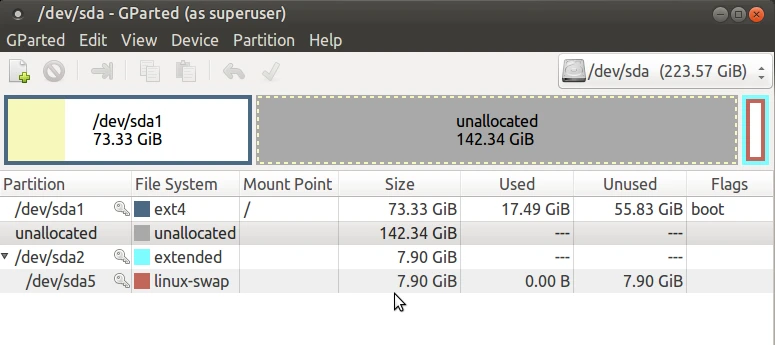 /dev/sda - GParted (as superuser)
GParted Edit View Device Partition Help
/dev/sda (223.57 GiB)
/dev/sda1
73.33 GiB
unallocated
142.34 GiB
Partition File System Mount Point Size Used Unused Flags
/dev/sda1 ext4 / 73.33 GiB 17.49 GiB 55.83 GiB boot
unallocated unallocated 142.34 GiB --- ---
/dev/sda2 extended 7.90 GiB --- ---
/dev/sda5 linux-swap 7.90 GiB 0.00 B 7.90 GiB